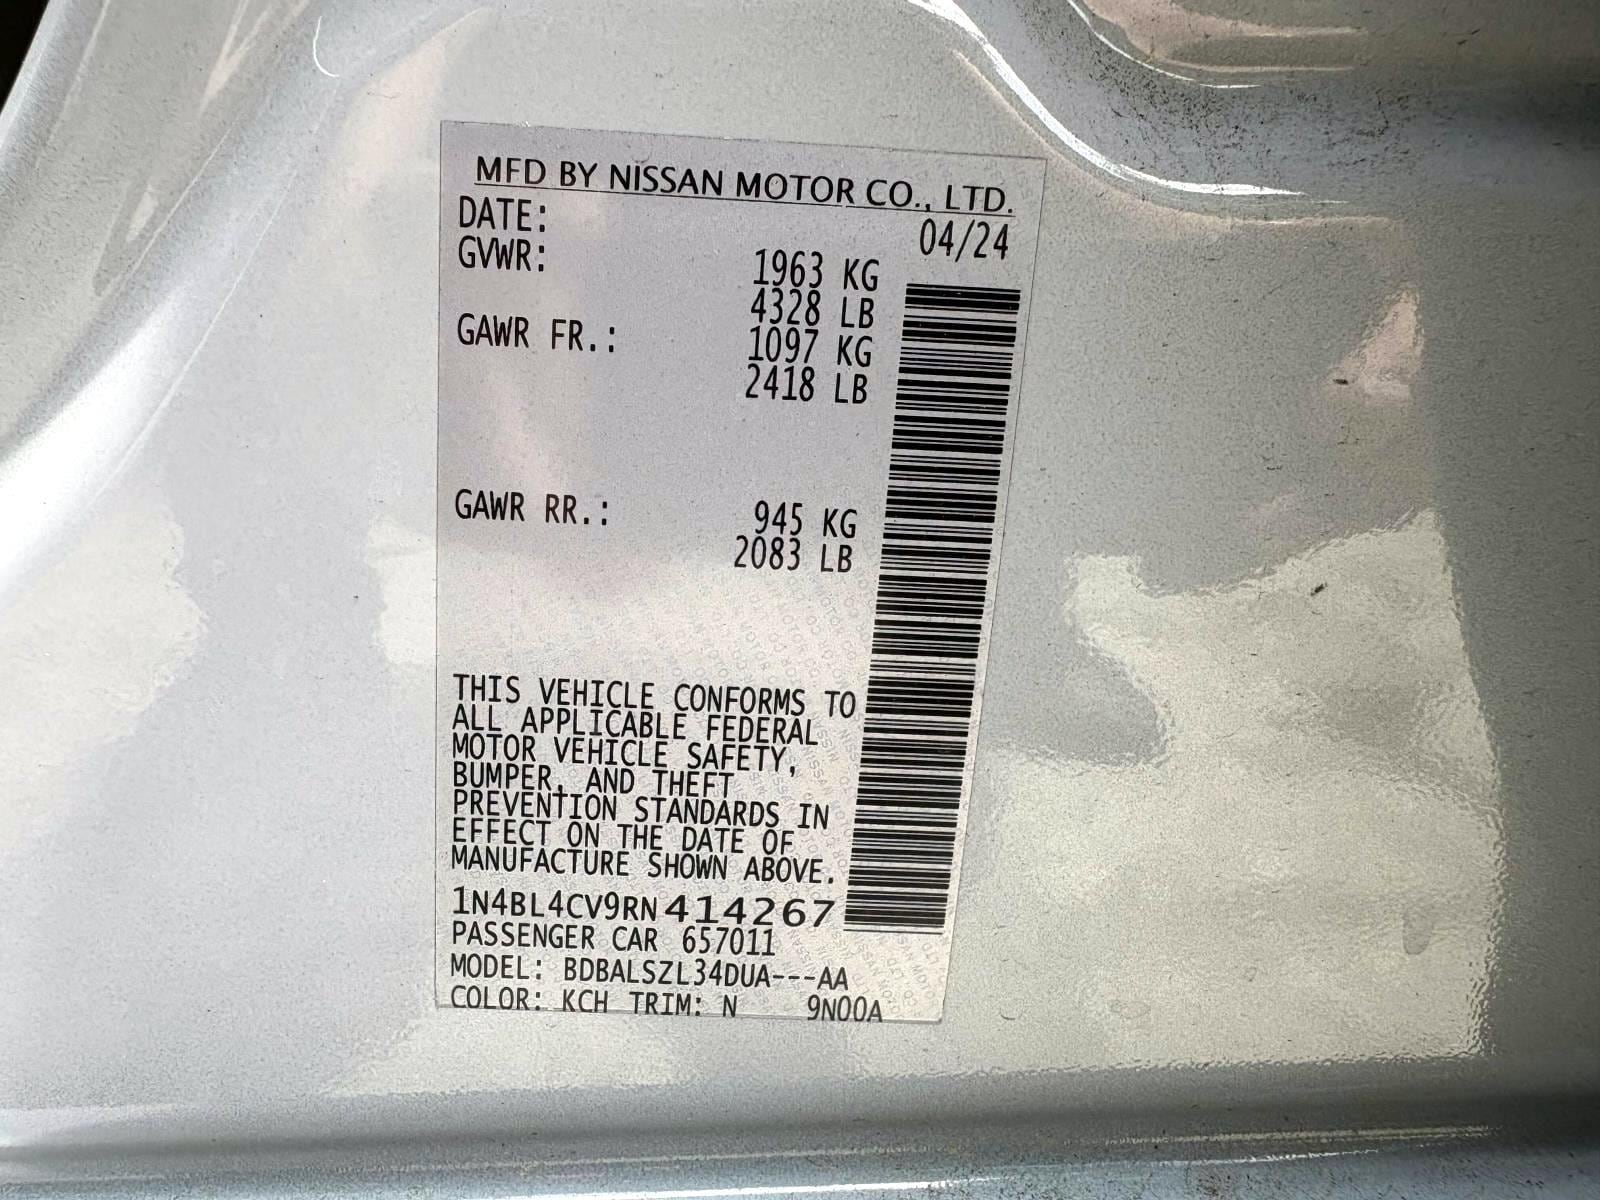 MFD BY NISSAN MOTOR CO., LTD.
DATE: 04/24
GVWR: 1963 KG
4328 LB
GAWR FR.: 1097 KG
2418 LB
GAWR RR.: 945 KG
2083 LB
THIS VEHICLE CONFORMS TO
ALL APPLICABLE FEDERAL
MOTOR VEHICLE SAFETY,
BUMPER, AND THEFT
PREVENTION STANDARDS IN
EFFECT ON THE DATE OF
MANUFACTURE SHOWN ABOVE.
1N4BL4CV9RN414267
PASSENGER CAR 657011
MODEL: BDBALSZL34DUA---AA
COLOR: KCH TRIM: N 9N00A